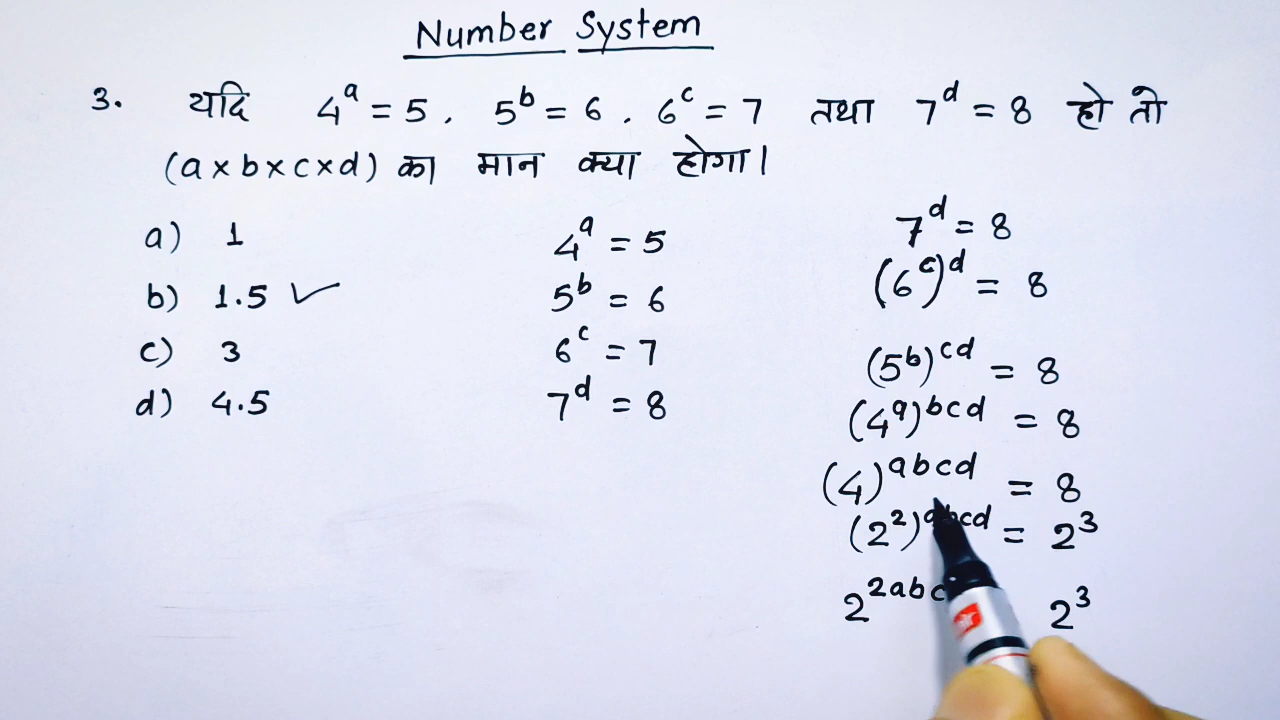 Number System
3. यदि 4^a = 5, 5^b = 6, 6^c = 7 तथा 7^d = 8 हो तो
(a×b×c×d) का मान क्या होगा।
a) 1
b) 1.5 ✓
c) 3
d) 4.5
4^a = 5
5^b = 6
6^c = 7
7^d = 8
7^d = 8
(6^c)^d = 8
(5^b)^cd = 8
(4^a)^bcd = 8
(4)^abcd = 8
(2^2)^abcd = 2^3
2^2abc 2^3